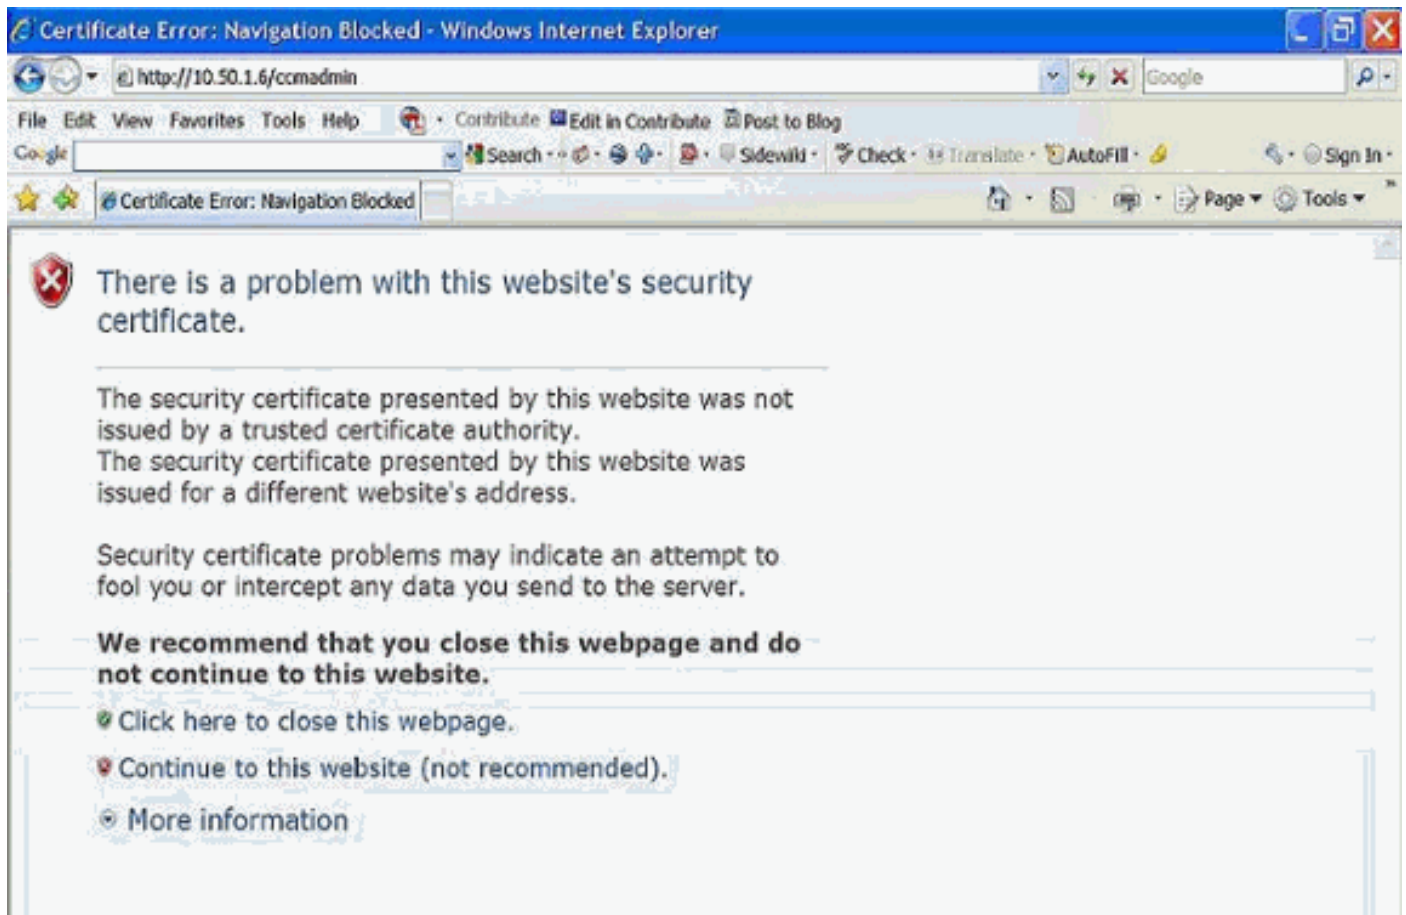 Certificate Error: Navigation Blocked - Windows Internet Explorer
http://10.50.1.6/ccmadmin
Google
File Edit View Favorites Tools Help Contribute Edit in Contribute Post to Blog
Google Search Sidewiki Check Translate AutoFill Sign In
Certificate Error: Navigation Blocked Page Tools
There is a problem with this website's security
certificate.
The security certificate presented by this website was not
issued by a trusted certificate authority.
The security certificate presented by this website was
issued for a different website's address.
Security certificate problems may indicate an attempt to
fool you or intercept any data you send to the server.
We recommend that you close this webpage and do
not continue to this website.
Click here to close this webpage.
Continue to this website (not recommended).
More information